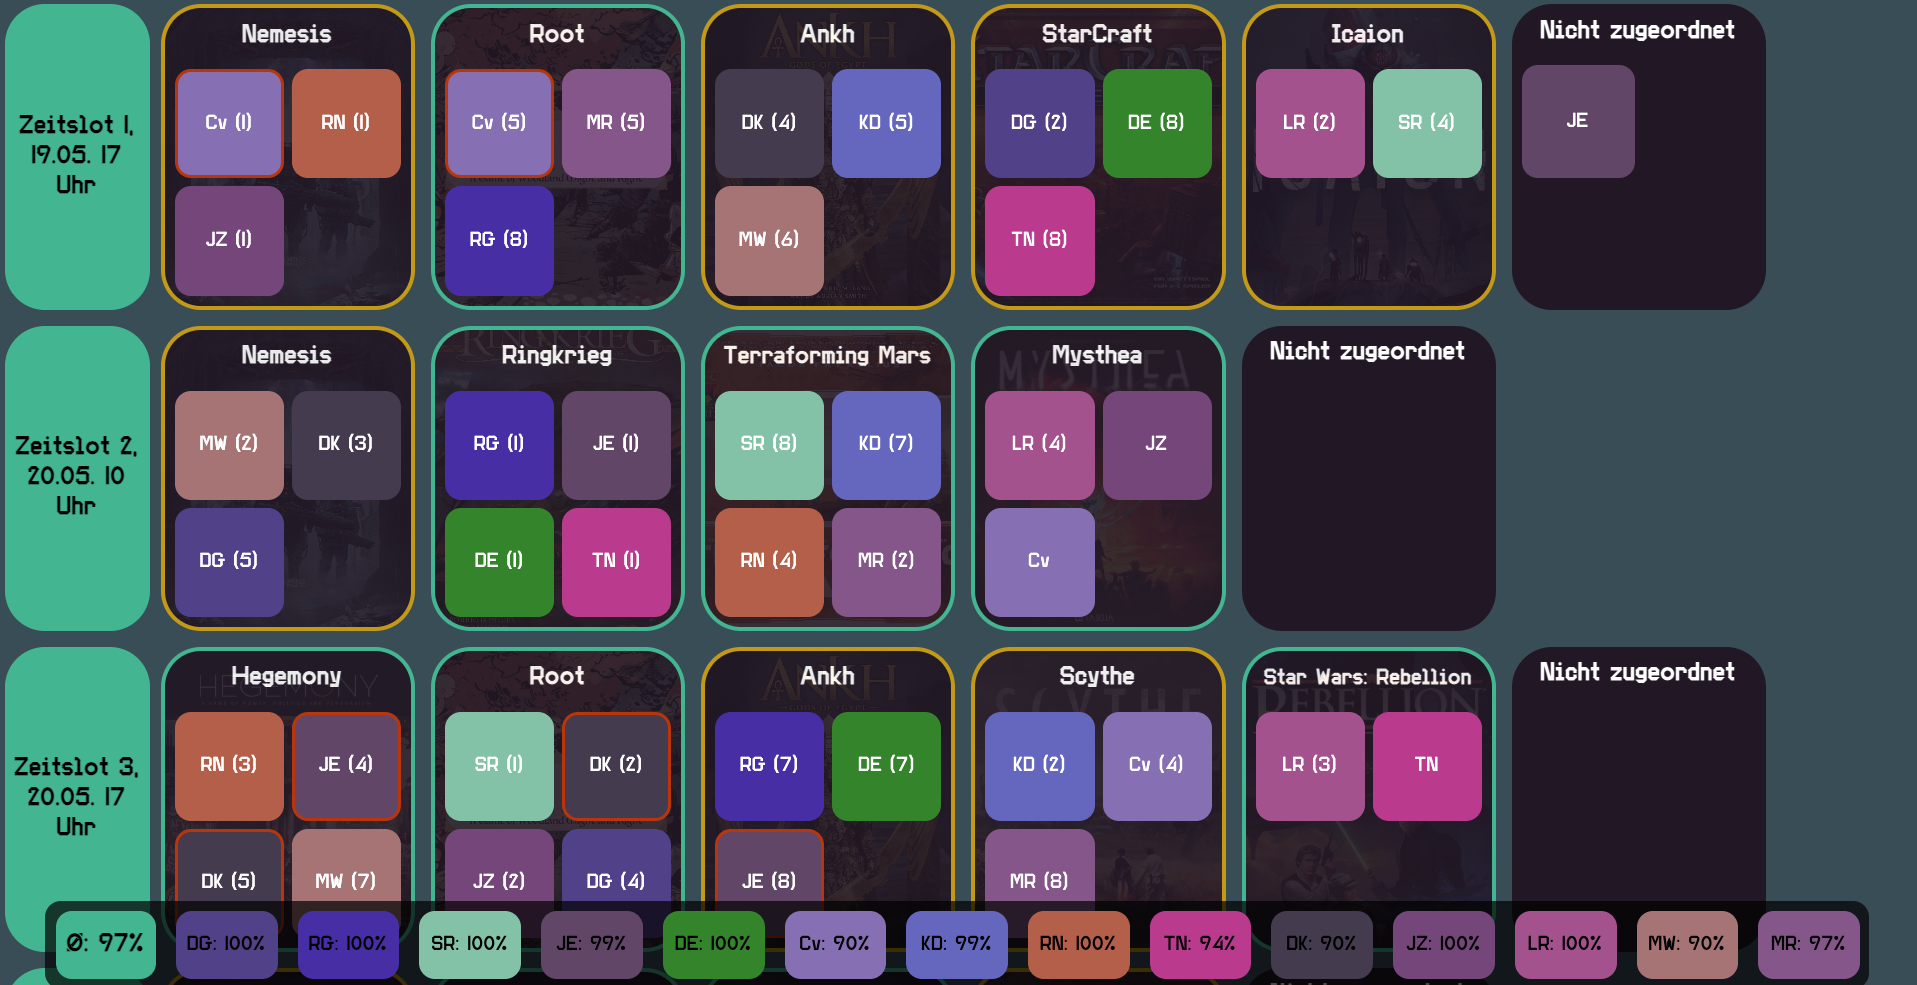 Zeitslot 1,
19.05. 17
Uhr
Nemesis
Cv (1)
RN (1)
JZ (1)
Root
Cv (5)
MR (5)
RG (8)
Ankh
DK (4)
KD (5)
MW (6)
StarCraft
DG (2)
DE (8)
TN (8)
Icaion
LR (2)
SR (4)
Nicht zugeordnet
JE
Zeitslot 2,
20.05. 10
Uhr
Nemesis
MW (2)
DK (3)
DG (5)
Ringkrieg
RINGKRIEG
RG (1)
JE (1)
DE (1)
TN (1)
Terraforming Mars
SR (8)
KD (7)
RN (4)
MR (2)
Mysthea
MYSTHEA
LR (4)
JZ
Cv
Nicht zugeordnet
Zeitslot 3,
20.05. 17
Uhr
Hegemony
HEGEMONY
RN (3)
JE (4)
DK (5)
MW (7)
Root
SR (1)
DK (2)
JZ (2)
DG (4)
Ankh
ANKH
RG (7)
DE (7)
JE (8)
Scythe
SCYTHE
KD (2)
Cv (4)
MR (8)
Star Wars: Rebellion
REBELLION
LR (3)
TN
Nicht zugeordnet
Ø: 97%
DG: 100%
RG: 100%
SR: 100%
JE: 99%
DE: 100%
Cv: 90%
KD: 99%
RN: 100%
TN: 94%
DK: 90%
JZ: 100%
LR: 100%
MW: 90%
MR: 97%